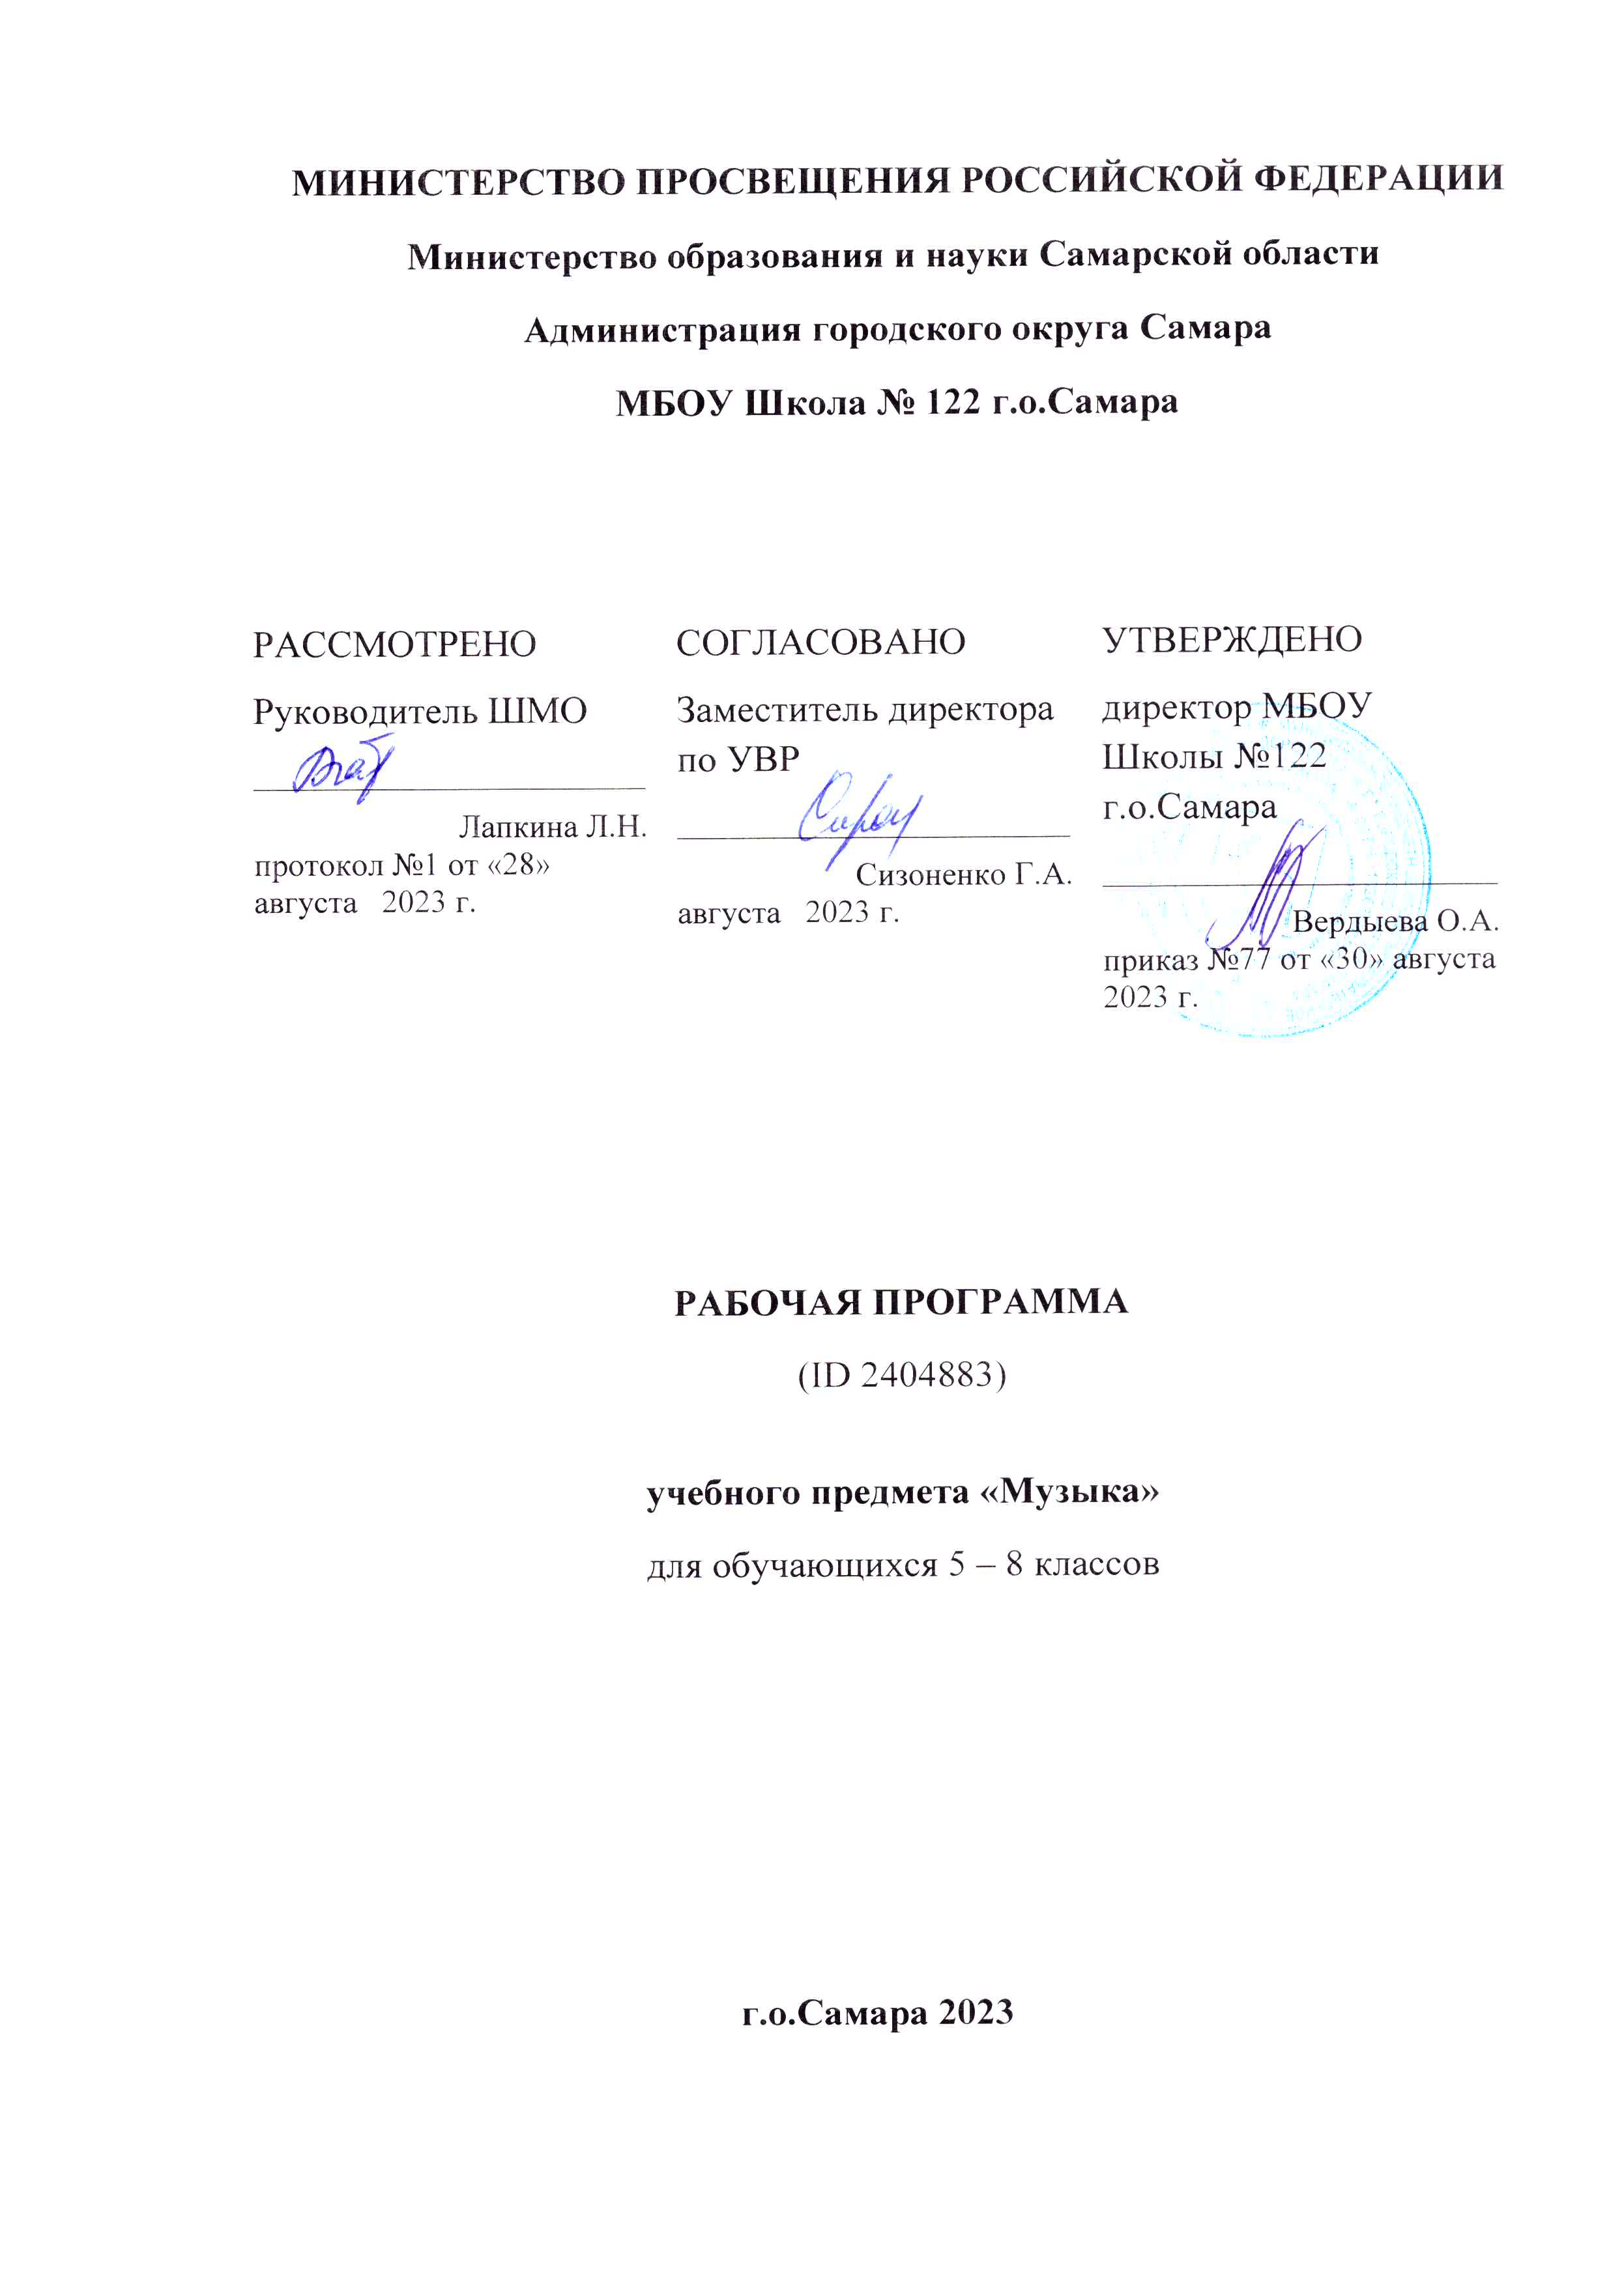 МИНИСТЕРСТВО ПРОСВЕЩЕНИЯ РОССИЙСКОЙ ФЕДЕРАЦИИ
Министерство образования и науки Самарской области
Администрация городского округа Самара
МБОУ Школа № 122 г.о.Самара
РАССМОТРЕНО
Руководитель ШМО
Лапкина Л.Н.
протокол №1 от «28»
августа 2023 г.
СОГЛАСОВАНО
Заместитель директора
по УВР
Сизоненко Г.А.
августа 2023 г.
УТВЕРЖДЕНО
директор МБОУ
Школы №122
г.о.Самара
Вердыева О.А.
приказ №77 от «30» августа
2023 г.
РАБОЧАЯ ПРОГРАММА
(ID 2404883)
учебного предмета «Музыка»
для обучающихся 5 – 8 классов
г.о.Самара 2023